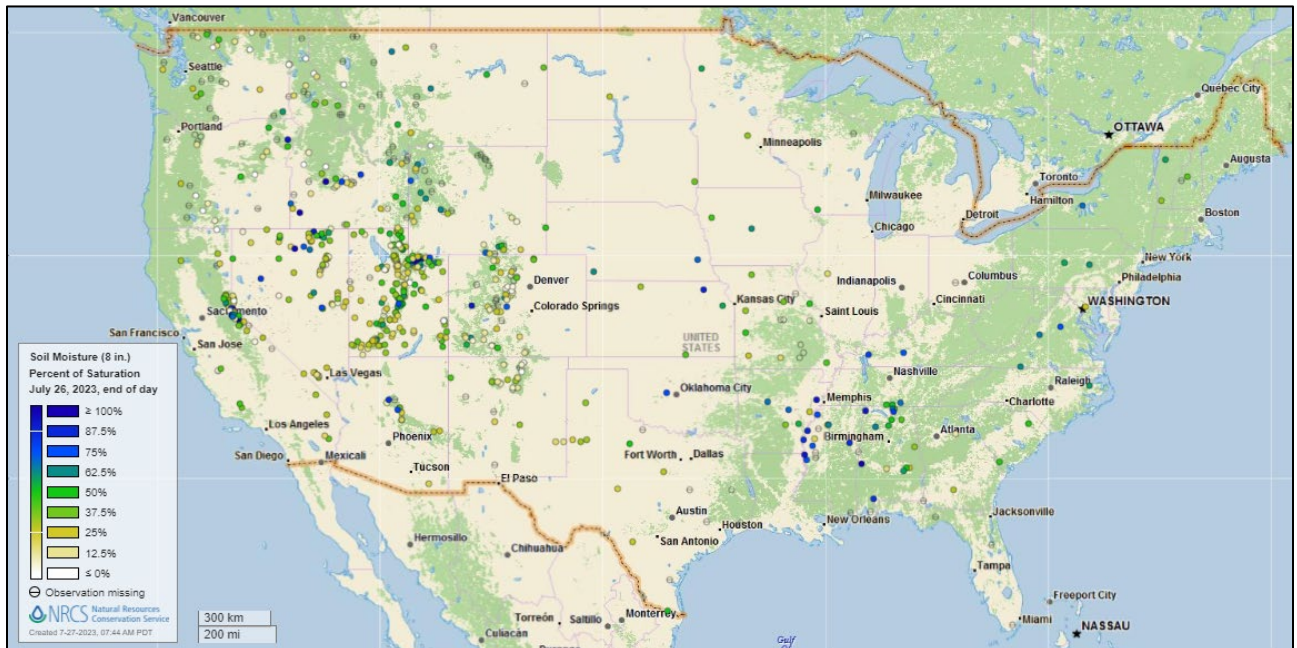 Vancouver
Seattle
Quebec City
Portland
OTTAWA
Minneapolis
Augusta
Toronto
Milwaukee
Hamilton
Boston
Detroit
Chicago
New York
Denver
Indianapolis
Columbus
Philadelphia
Colorado Springs
Kansas City
Cincinnati
WASHINGTON
Sacramento
Saint Louis
San Francisco
UNITED
STATES
San Jose
Las Vegas
Nashville
Oklahoma City
Raleigh
Memphis
Charlotte
Los Angeles
Phoenix
Birmingham
Atlanta
San Diego
Mexicali
Fort Worth
Dallas
Tucson
El Paso
Austin
Jacksonville
Houston
New Orleans
San Antonio
Hermosillo
Chihuahua
Tampa
Freeport City
Monterrey
Torreón
Saltillo
Miami
Culiacán
NASSAU
Gulf
Soil Moisture (8 in.)
Percent of Saturation
July 26, 2023, end of day
≥ 100%
87.5%
75%
62.5%
50%
37.5%
25%
12.5%
≤ 0%
Observation missing
NRCS Natural Resources
Conservation Service
Created 7-27-2023, 07:44 AM PDT
300 km
200 mi